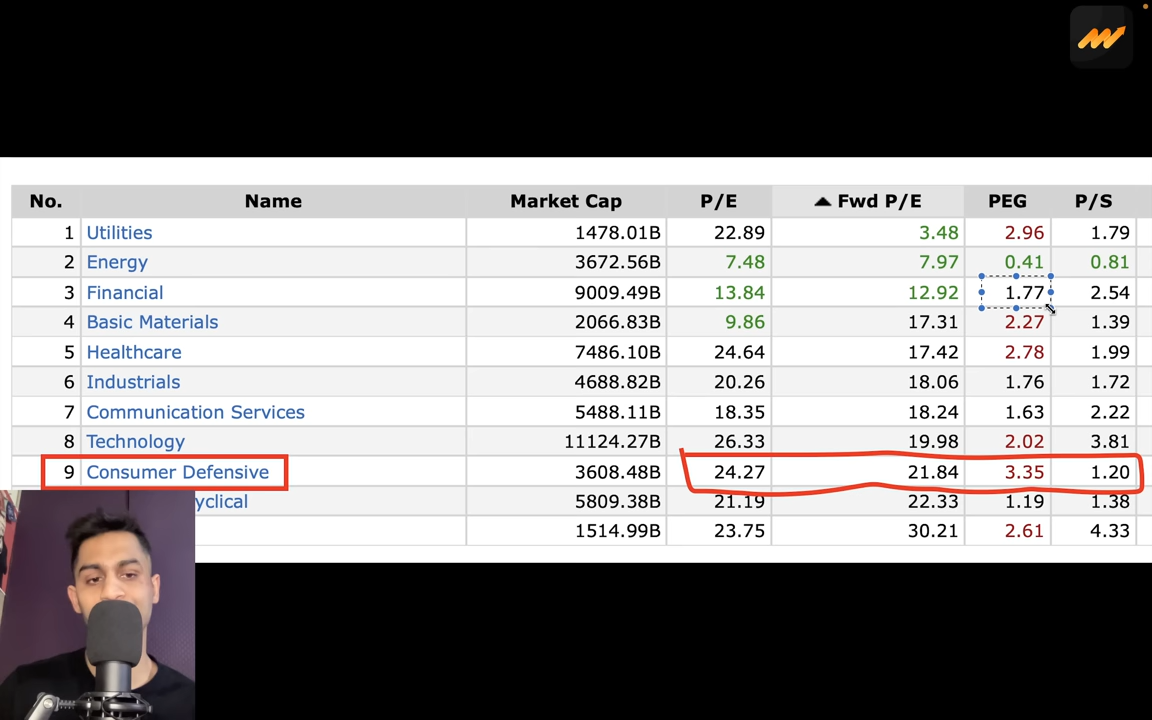 No. Name Market Cap P/E ▲ Fwd P/E PEG P/S
1 Utilities 1478.01B 22.89 3.48 2.96 1.79
2 Energy 3672.56B 7.48 7.97 0.41 0.81
3 Financial 9009.49B 13.84 12.92 1.77 2.54
4 Basic Materials 2066.83B 9.86 17.31 2.27 1.39
5 Healthcare 7486.10B 24.64 17.42 2.78 1.99
6 Industrials 4688.82B 20.26 18.06 1.76 1.72
7 Communication Services 5488.11B 18.35 18.24 1.63 2.22
8 Technology 11124.27B 26.33 19.98 2.02 3.81
9 Consumer Defensive 3608.48B 24.27 21.84 3.35 1.20
yclical 5809.38B 21.19 22.33 1.19 1.38
1514.99B 23.75 30.21 2.61 4.33